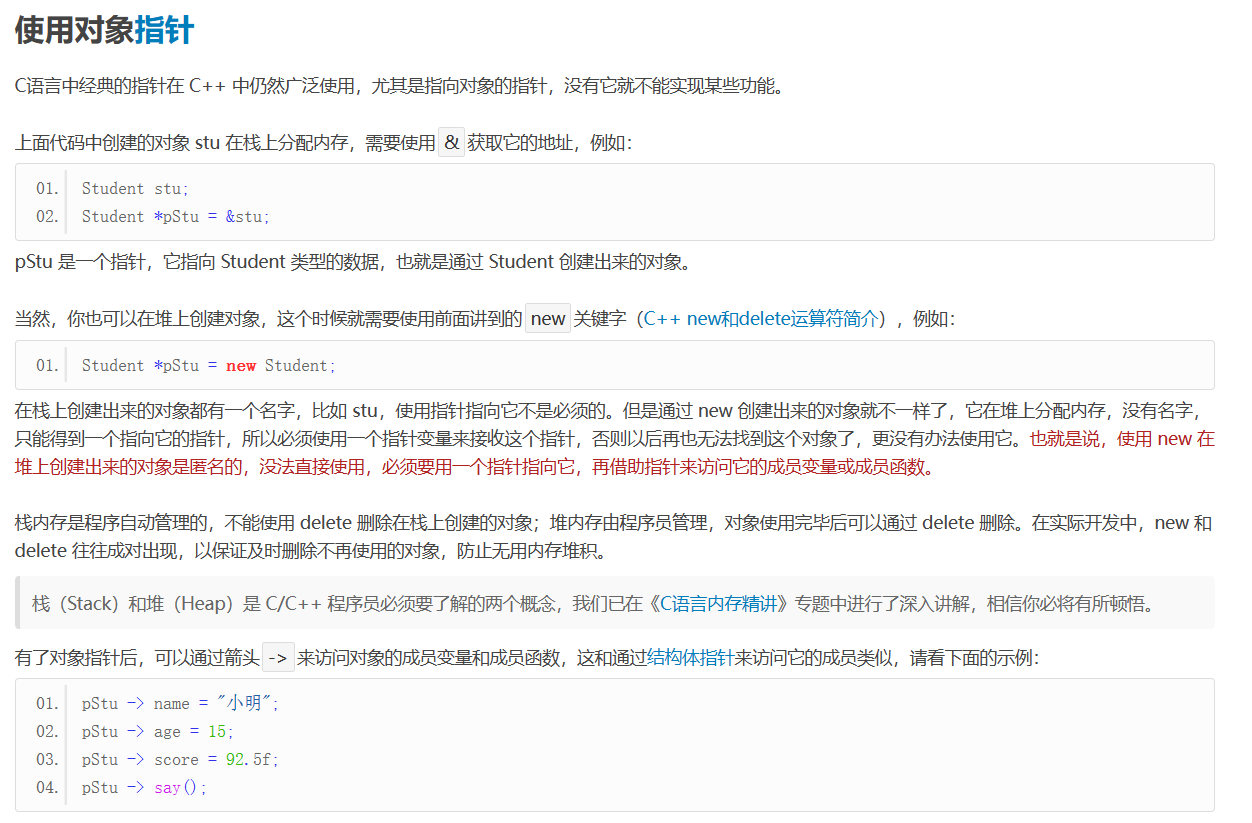 使用对象指针
C语言中经典的指针在 C++ 中仍然广泛使用，尤其是指向对象的指针，没有它就不能实现某些功能。
上面代码中创建的对象 stu 在栈上分配内存，需要使用 & 获取它的地址，例如：
01. Student stu;
02. Student *pStu = &stu;
pStu 是一个指针，它指向 Student 类型的数据，也就是通过 Student 创建出来的对象。
当然，你也可以在堆上创建对象，这个时候就需要使用前面讲到的 new 关键字（C++ new和delete运算符简介），例如：
01. Student *pStu = new Student;
在栈上创建出来的对象都有一个名字，比如 stu，使用指针指向它不是必须的。但是通过 new 创建出来的对象就不一样了，它在堆上分配内存，没有名字，
只能得到一个指向它的指针，所以必须使用一个指针变量来接收这个指针，否则以后再也无法找到这个对象了，更没有办法使用它。也就是说，使用 new 在
堆上创建出来的对象是匿名的，没法直接使用，必须要用一个指针指向它，再借助指针来访问它的成员变量或成员函数。
栈内存是程序自动管理的，不能使用 delete 删除在栈上创建的对象；堆内存由程序员管理，对象使用完毕后可以通过 delete 删除。在实际开发中，new 和
delete 往往成对出现，以保证及时删除不再使用的对象，防止无用内存堆积。
栈（Stack）和堆（Heap）是 C/C++ 程序员必须要了解的两个概念，我们已在《C语言内存精讲》专题中进行了深入讲解，相信你必将有所顿悟。
有了对象指针后，可以通过箭头 -> 来访问对象的成员变量和成员函数，这和通过结构体指针来访问它的成员类似，请看下面的示例：
01. pStu -> name = "小明";
02. pStu -> age = 15;
03. pStu -> score = 92.5f;
04. pStu -> say();